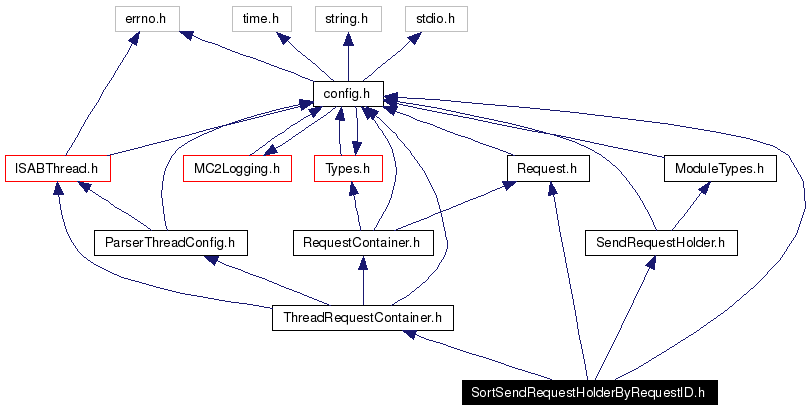 errno.h
time.h
string.h
stdio.h
config.h
ISABThread.h
MC2Logging.h
Types.h
Request.h
ModuleTypes.h
ParserThreadConfig.h
RequestContainer.h
SendRequestHolder.h
ThreadRequestContainer.h
SortSendRequestHolderByRequestID.h